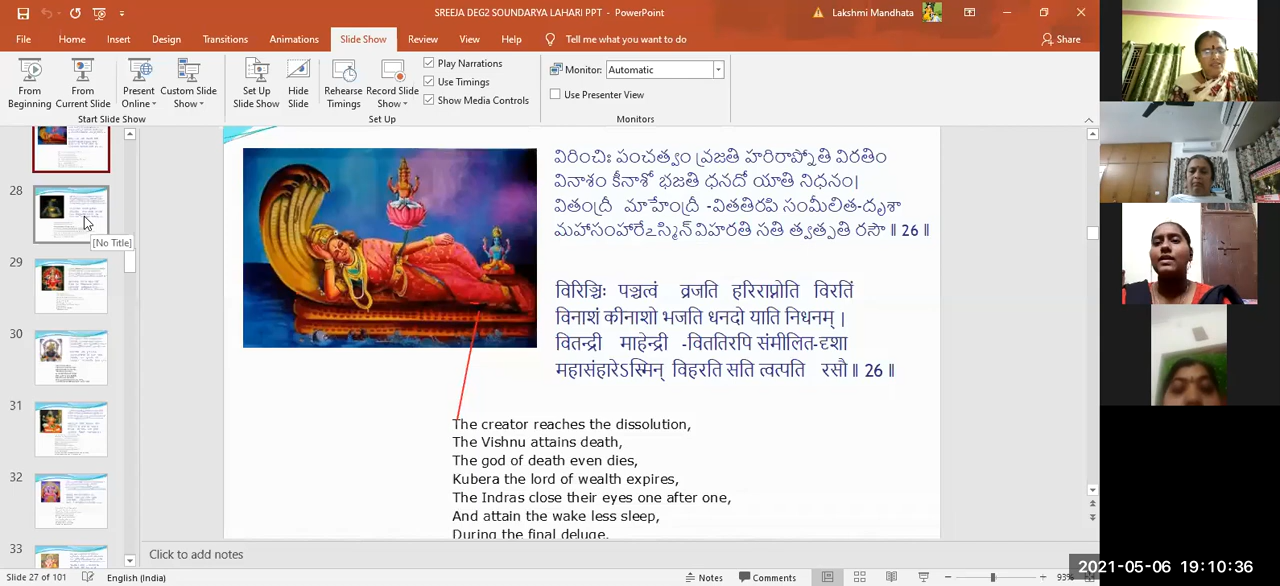 SREEJA DEG2 SOUNDARYA LAHARI PPT - PowerPoint
Lakshmi Mandhata
File Home Insert Design Transitions Animations Slide Show Review View Help Tell me what you want to do Share
From Beginning
From Current Slide
Present Online
Custom Slide Show
Start Slide Show
Set Up Slide Show
Hide Slide
Rehearse Timings
Record Slide Show
Play Narrations
Use Timings
Show Media Controls
Set Up
Monitor: Automatic
Use Presenter View
Monitors
28
[No Title]
29
30
31
32
33
విరించిః పంచత్వం వ్రజతి హరిరాప్నోతి విరతిం
వినాశం కీనాశో భజతి ధనదో యాతి నిధనం|
వితంద్రీ మాహేంద్రీ -వితతిరపి సంమీలిత-దృశా
మహాసంహారేఽస్మిన్ విహరతి సతి త్వత్పతి రసౌ ‖ 26 ‖
विरिञ्चिः पञ्चत्वं व्रजति हरिराप्नोति विरतिं
विनाशं कीनाशो भजति धनदो याति निधनम् |
वितन्द्री माहेन्द्री -विततिरपि संमीलित-दृशा
महासंहारेऽस्मिन् विहरति सति त्वत्पति रसौ ‖ 26 ‖
The creator reaches the dissolution,
The Vishnu attains death,
The god of death even dies,
Kubera the lord of wealth expires,
The Indras close their eyes one after one,
And attain the wake less sleep,
During the final deluge,
Click to add notes
Slide 27 of 101 English (India) Notes Comments 93%
2021-05-06 19:10:36